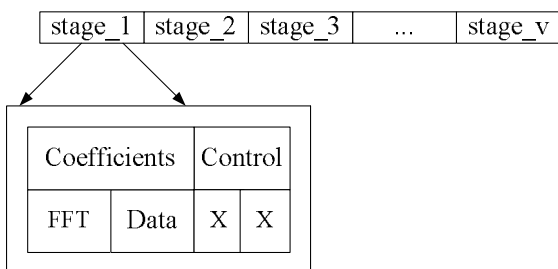 stage_1 stage_2 stage_3 ... stage_v
Coefficients Control
FFT Data X X